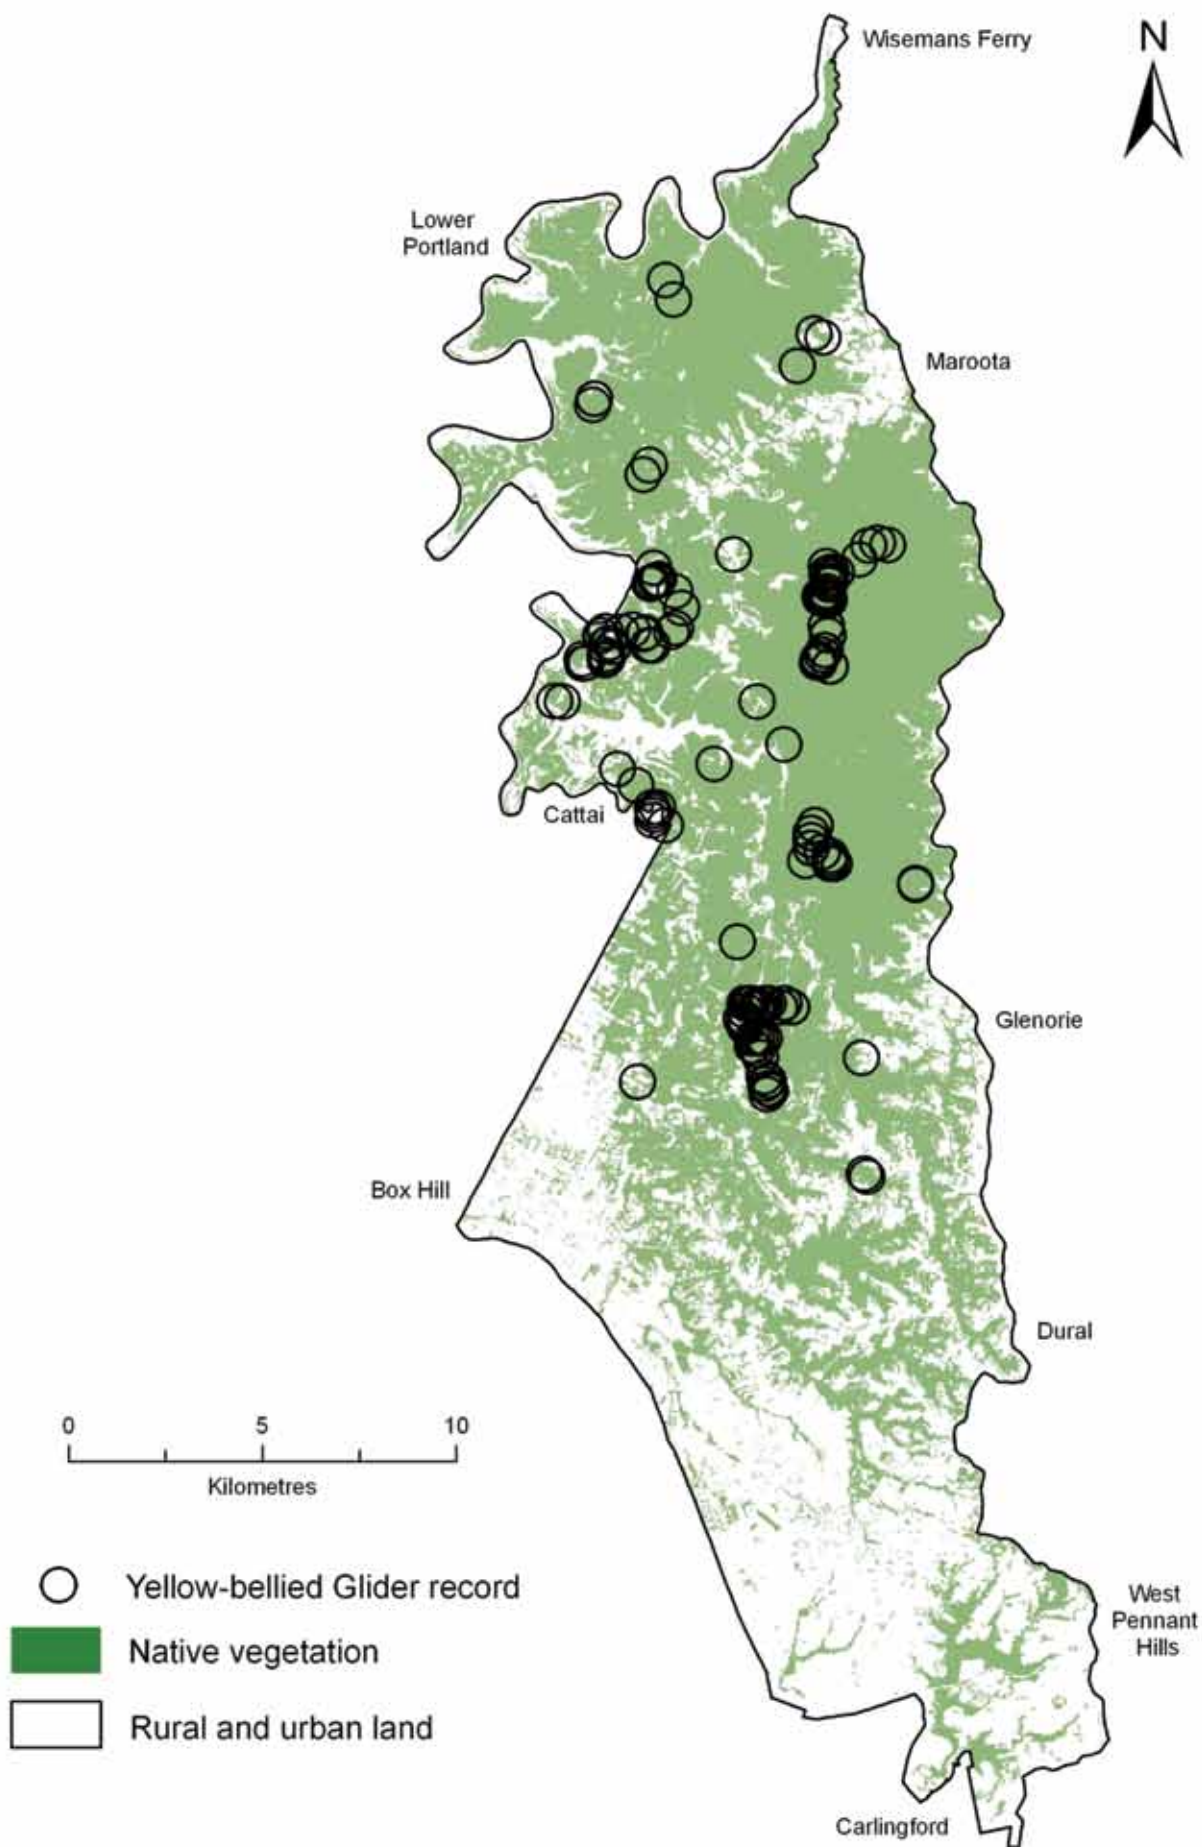 Wisemans Ferry
N
Lower
Portland
Maroota
Cattai
Glenorie
Box Hill
Dural
0 5 10
Kilometres
Yellow-bellied Glider record
Native vegetation
Rural and urban land
West
Pennant
Hills
Carlingford